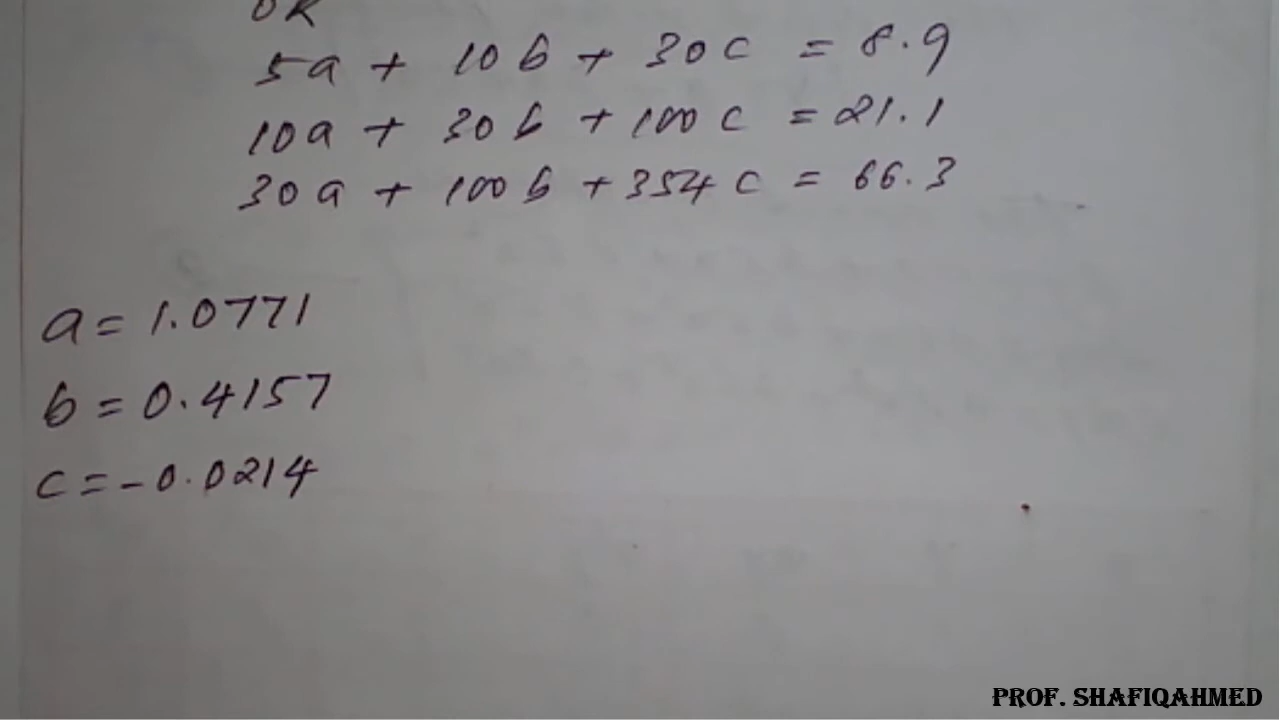 OR
5a + 10b + 30c = 8.9
10a + 30b + 100c = 21.1
30a + 100b + 354c = 66.3
a = 1.0771
b = 0.4157
c = -0.0214
PROF. SHAFIQAHMED